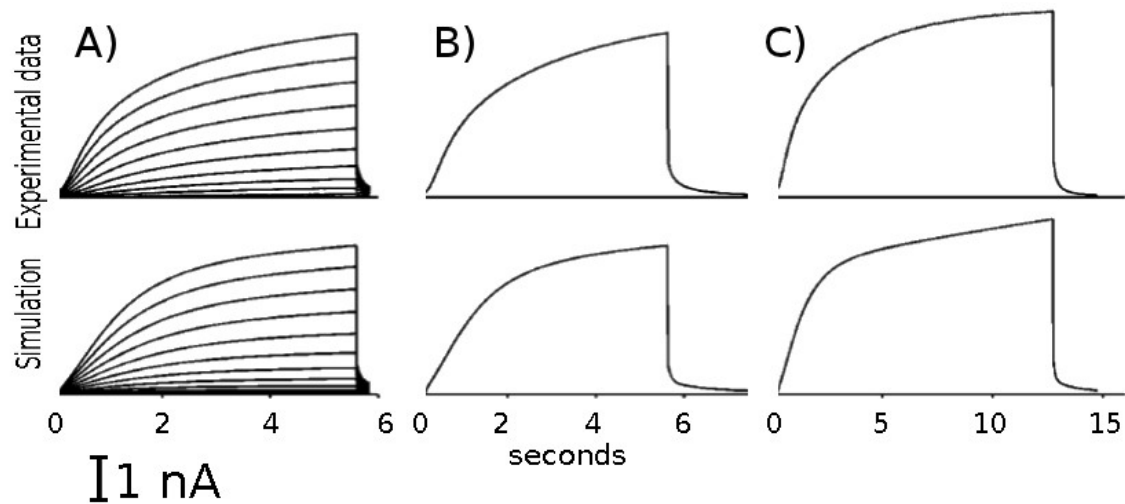 A) B) C)
Experimental data
Simulation
0 2 4 6 0 2 4 6 0 5 10 15
seconds
1 nA